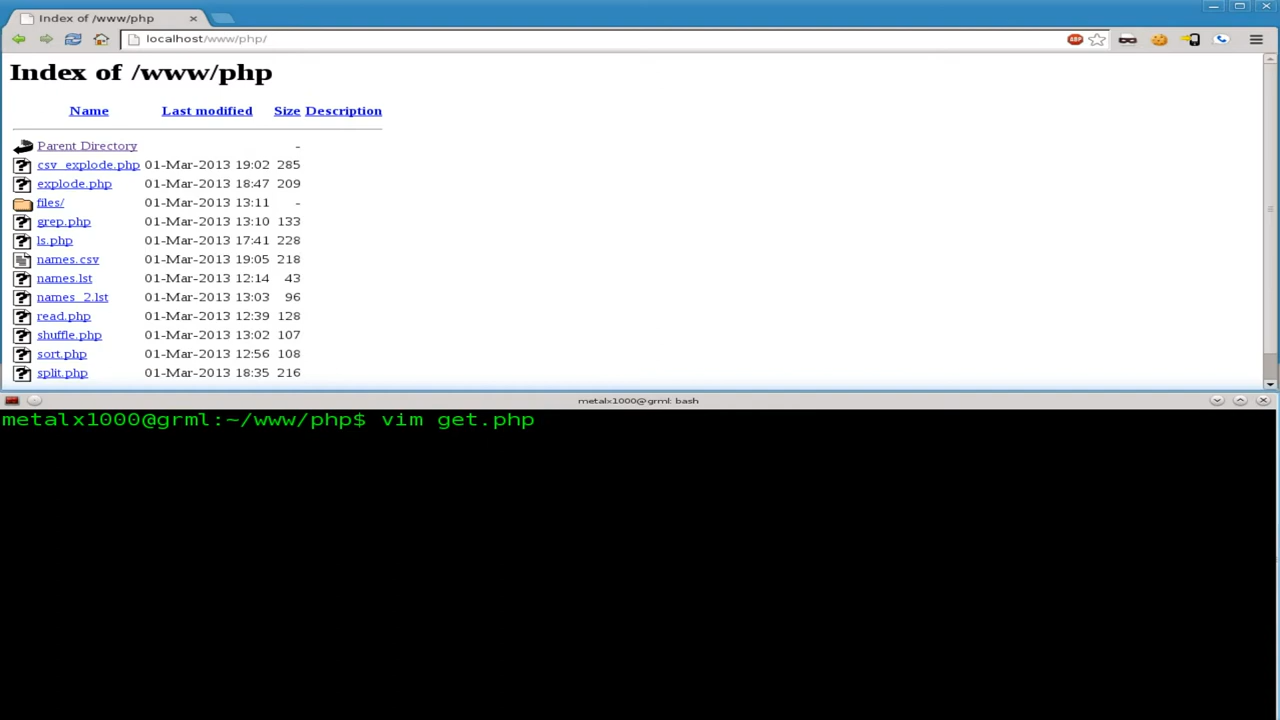 Index of /www/php
localhost/www/php/
ABP
Index of /www/php
Name Last modified Size Description
Parent Directory -
csv_explode.php 01-Mar-2013 19:02 285
explode.php 01-Mar-2013 18:47 209
files/ 01-Mar-2013 13:11 -
grep.php 01-Mar-2013 13:10 133
ls.php 01-Mar-2013 17:41 228
names.csv 01-Mar-2013 19:05 218
names.lst 01-Mar-2013 12:14 43
names_2.lst 01-Mar-2013 13:03 96
read.php 01-Mar-2013 12:39 128
shuffle.php 01-Mar-2013 13:02 107
sort.php 01-Mar-2013 12:56 108
split.php 01-Mar-2013 18:35 216
metalx1000@grml: bash
metalx1000@grml:~/www/php$ vim get.php